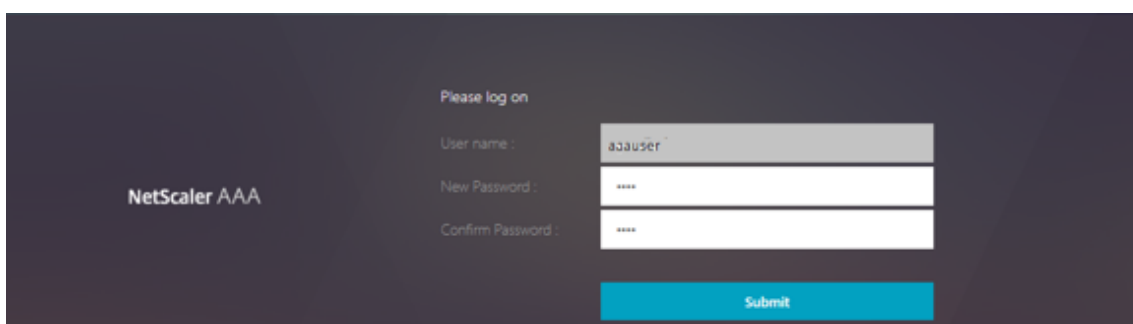 Please log on
User name :
aaauser
New Password :
••••
NetScaler AAA
Confirm Password :
••••
Submit